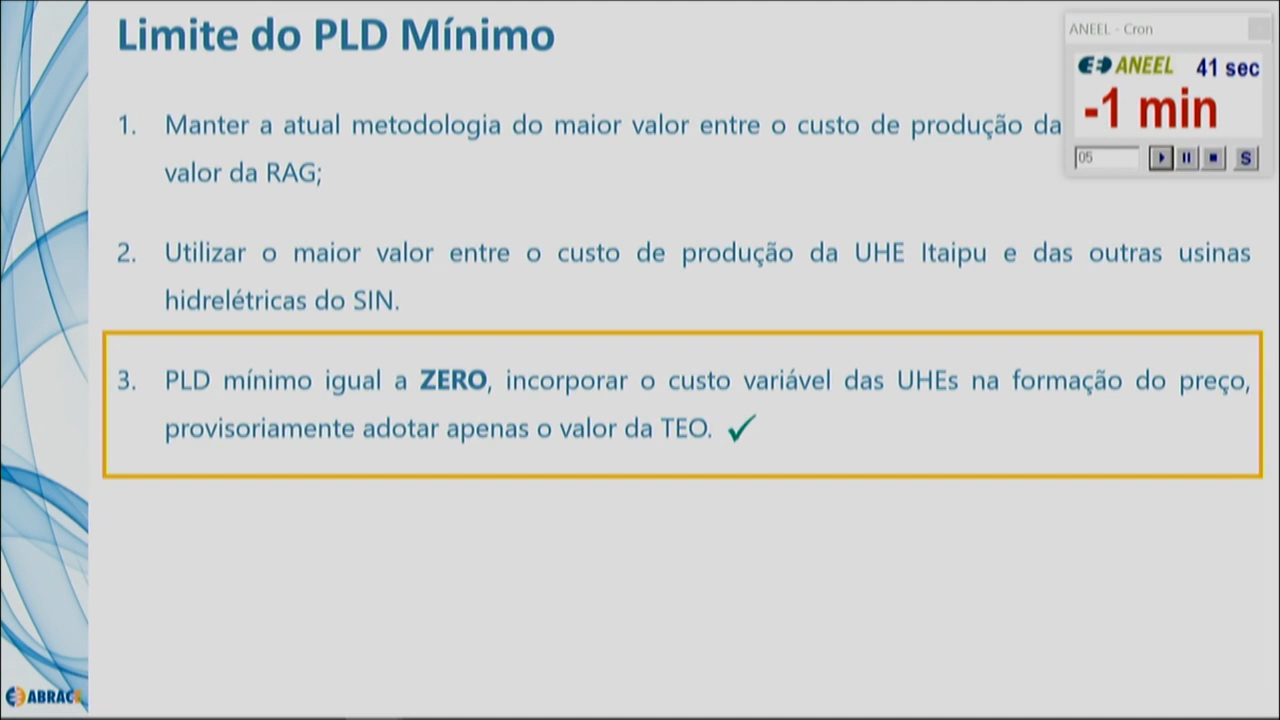 Limite do PLD Mínimo
ANEEL - Cron
ANEEL 41 sec
-1 min
05
S
1. Manter a atual metodologia do maior valor entre o custo de produção da
valor da RAG;
2. Utilizar o maior valor entre o custo de produção da UHE Itaipu e das outras usinas
hidrelétricas do SIN.
3. PLD mínimo igual a ZERO, incorporar o custo variável das UHEs na formação do preço,
provisoriamente adotar apenas o valor da TEO.